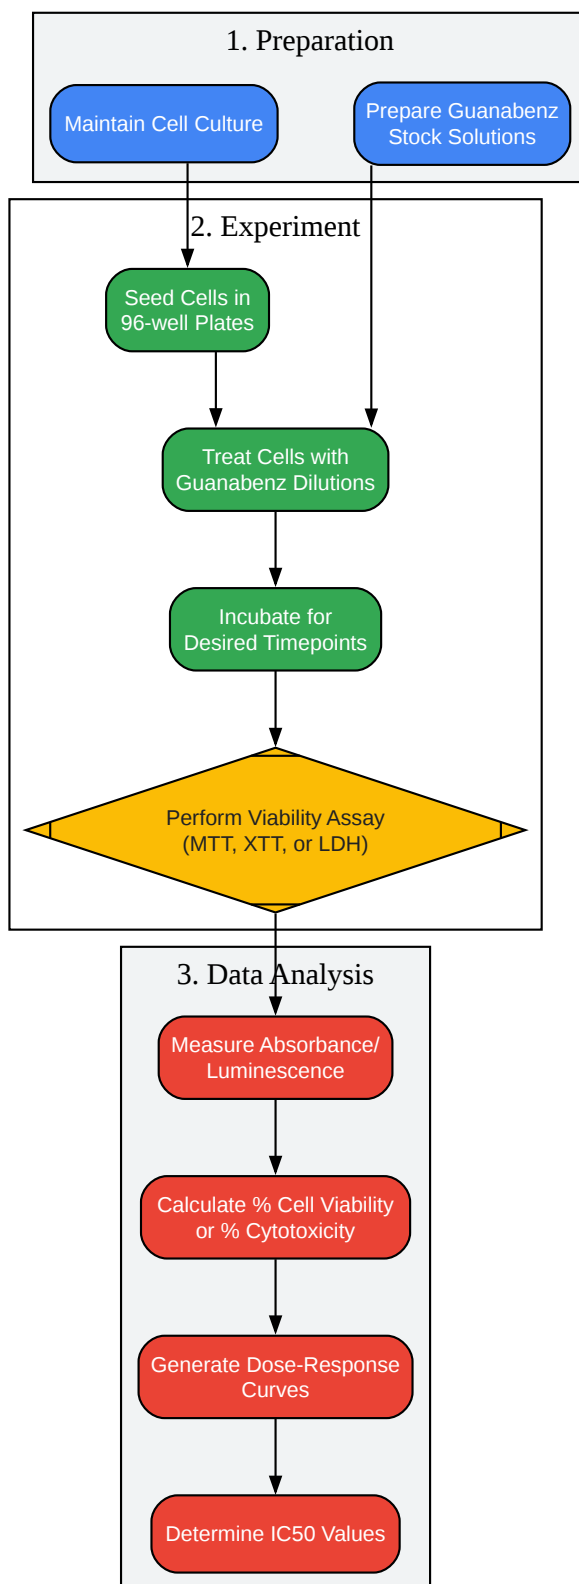 1. Preparation
Maintain Cell Culture
Prepare Guanabenz
Stock Solutions
2. Experiment
Seed Cells in
96-well Plates
Treat Cells with
Guanabenz Dilutions
Incubate for
Desired Timepoints
Perform Viability Assay
(MTT, XTT, or LDH)
3. Data Analysis
Measure Absorbance/
Luminescence
Calculate % Cell Viability
or % Cytotoxicity
Generate Dose-Response
Curves
Determine IC50 Values